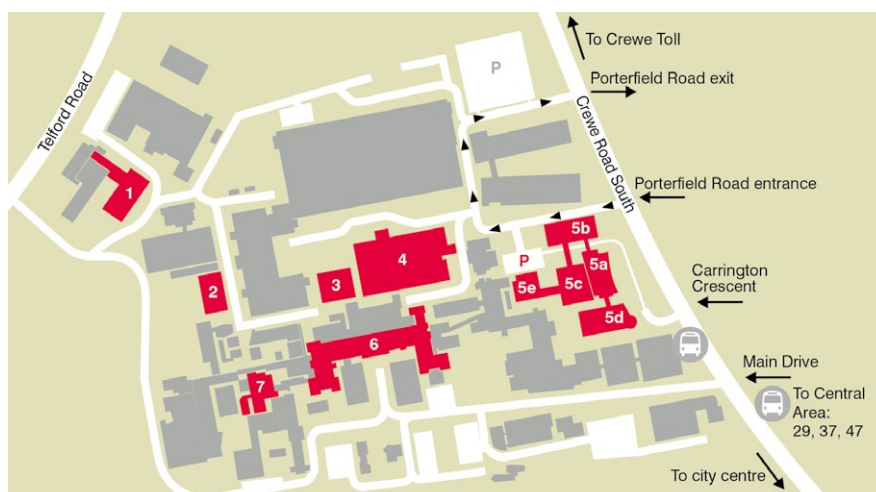 To Crewe Toll
P
Porterfield Road exit
Telford Road
Crewe Road South
1
Porterfield Road entrance
5b
4
P
5a
3
5e
5c
2
Carrington
Crescent
5d
6
Main Drive
7
To Central
Area:
29, 37, 47
To city centre